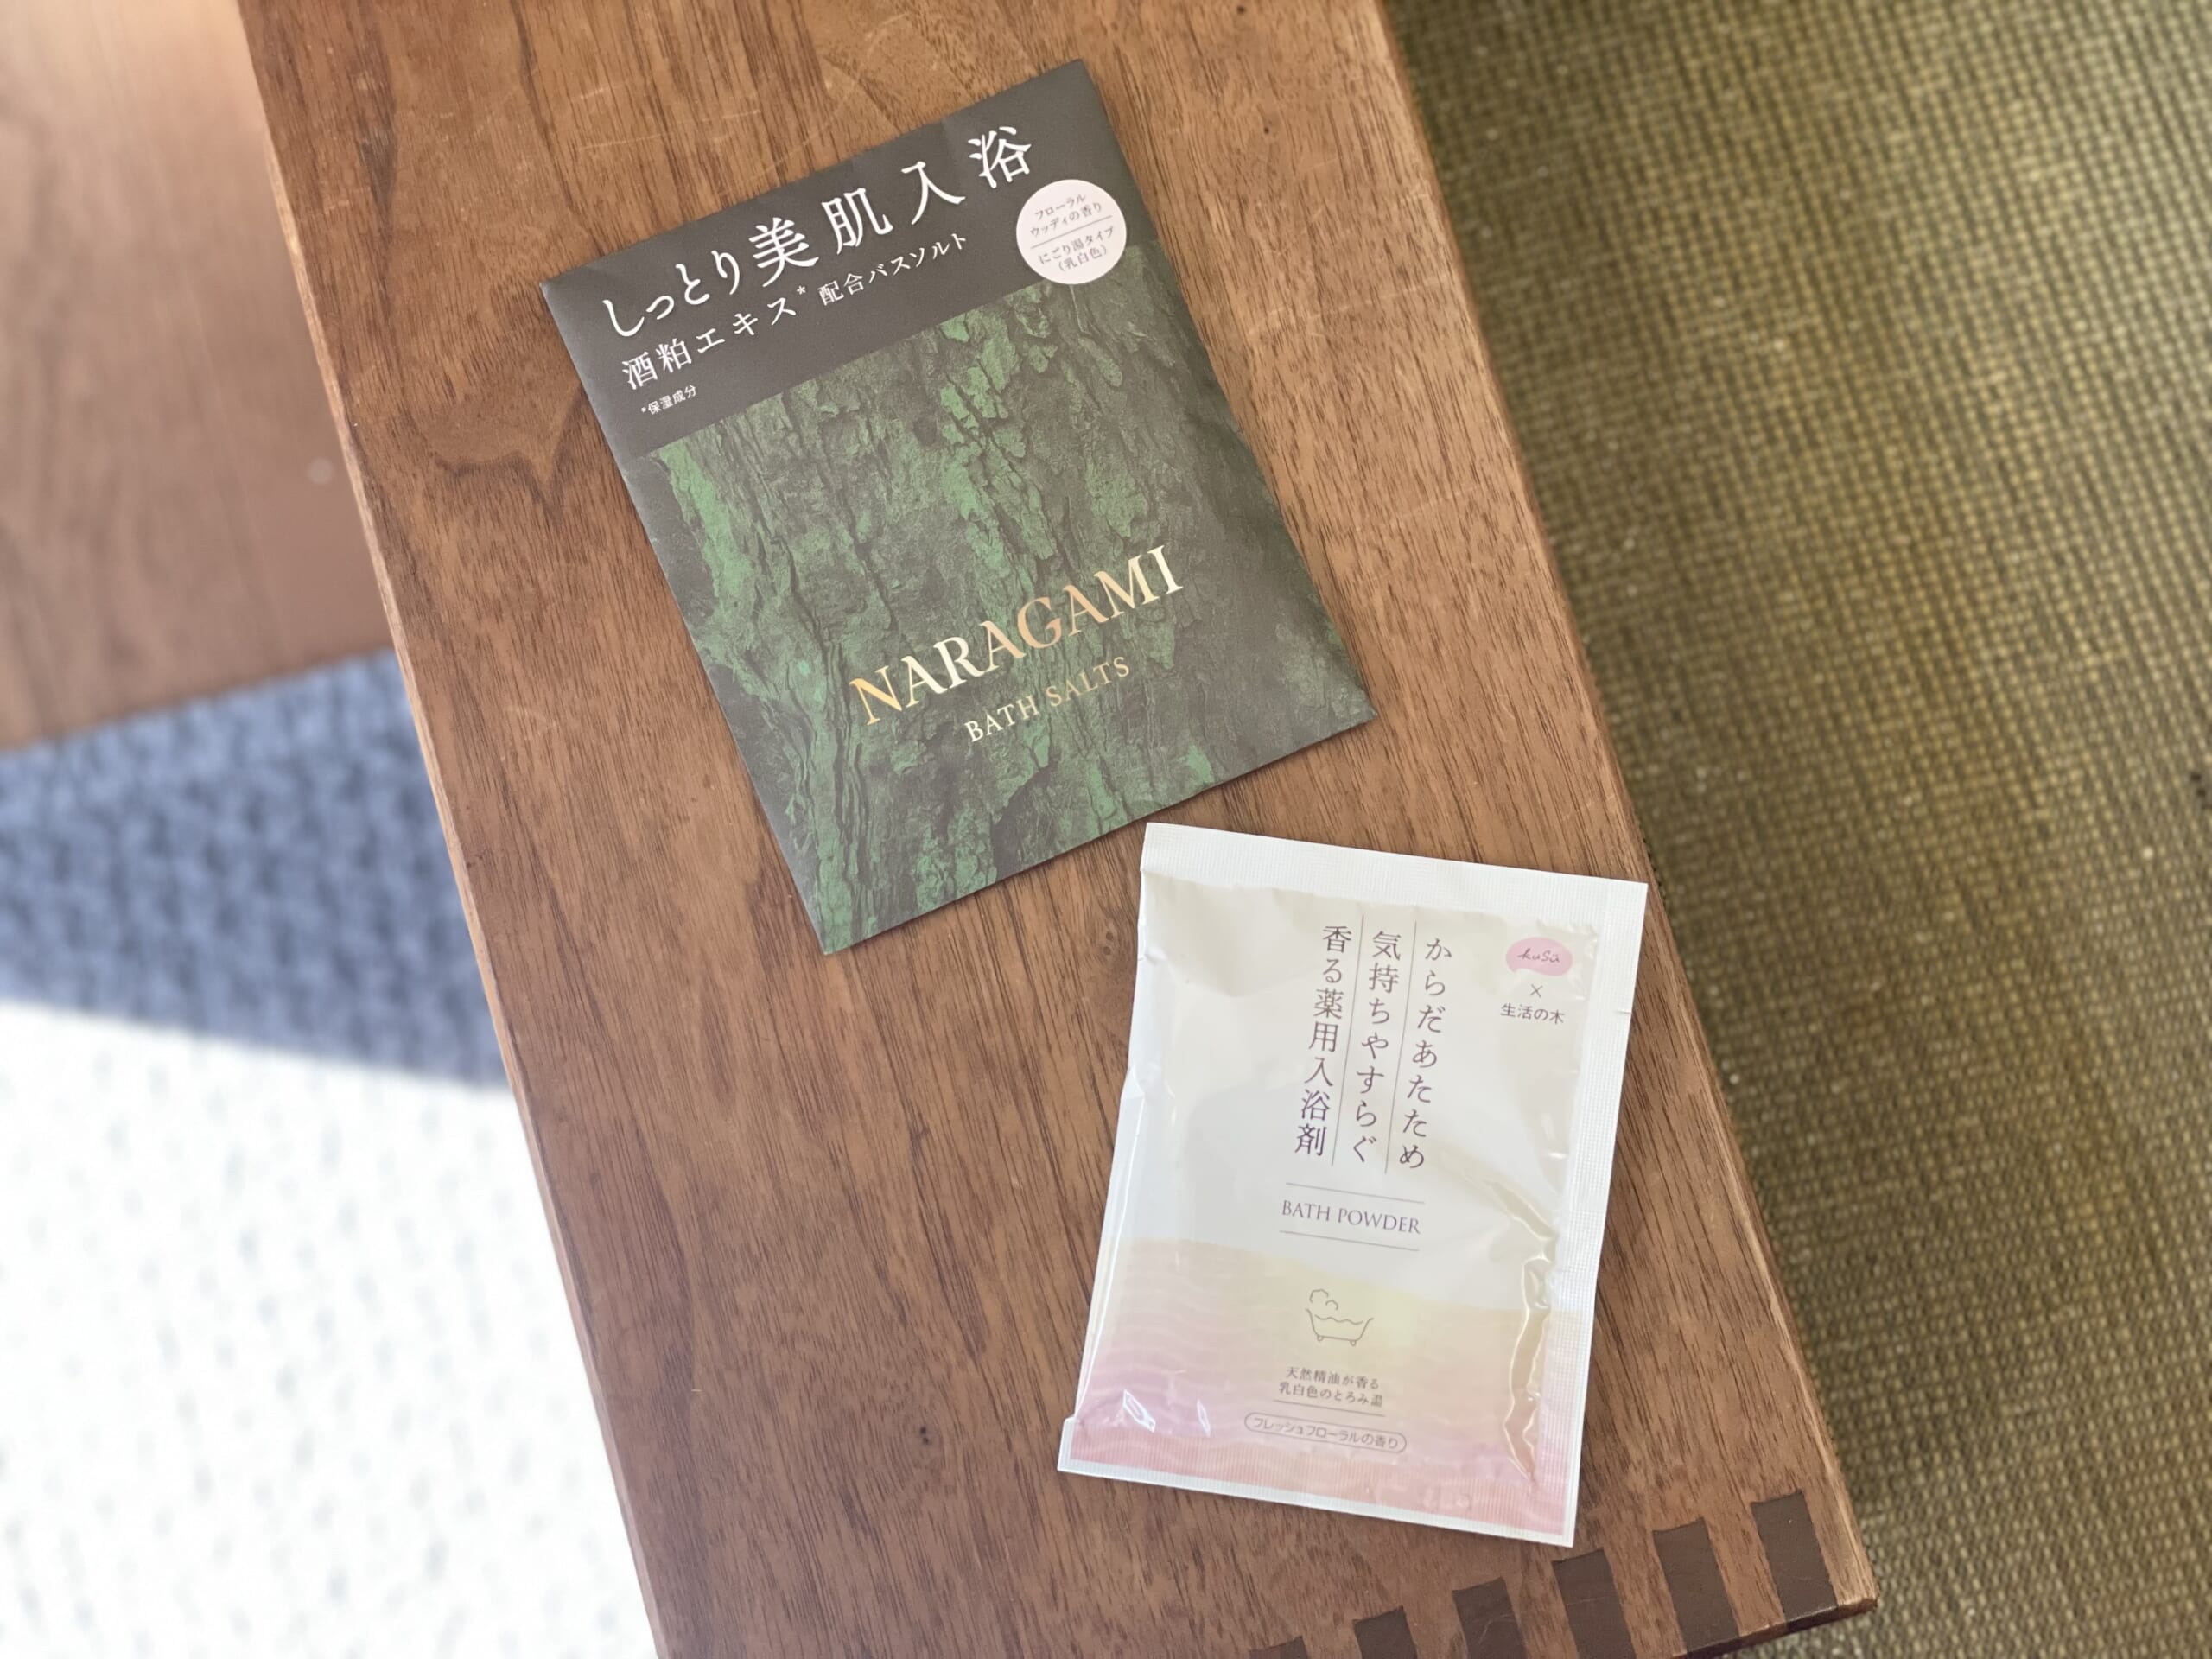 しっとり美肌入浴
酒粕エキス*配合バスソルト
*保湿成分
フローラル
ウッディの香り
にごり湯タイプ
(乳白色)
NARAGAMI
BATH SALTS
kusu
×
生活の木
からだあたため
気持ちやすらぐ
香る薬用入浴剤
BATH POWDER
天然精油が香る
乳白色のとろみ湯
フレッシュフローラルの香り